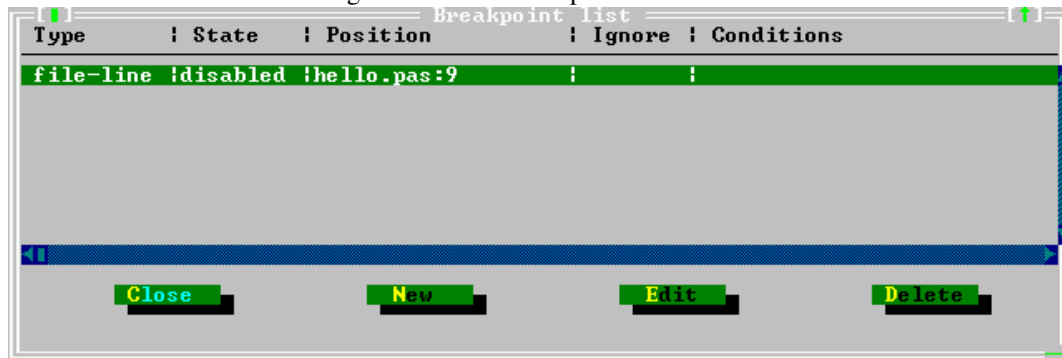 Breakpoint list
Type | State | Position | Ignore | Conditions
file-line |disabled |hello.pas:9 | |
Close New Edit Delete